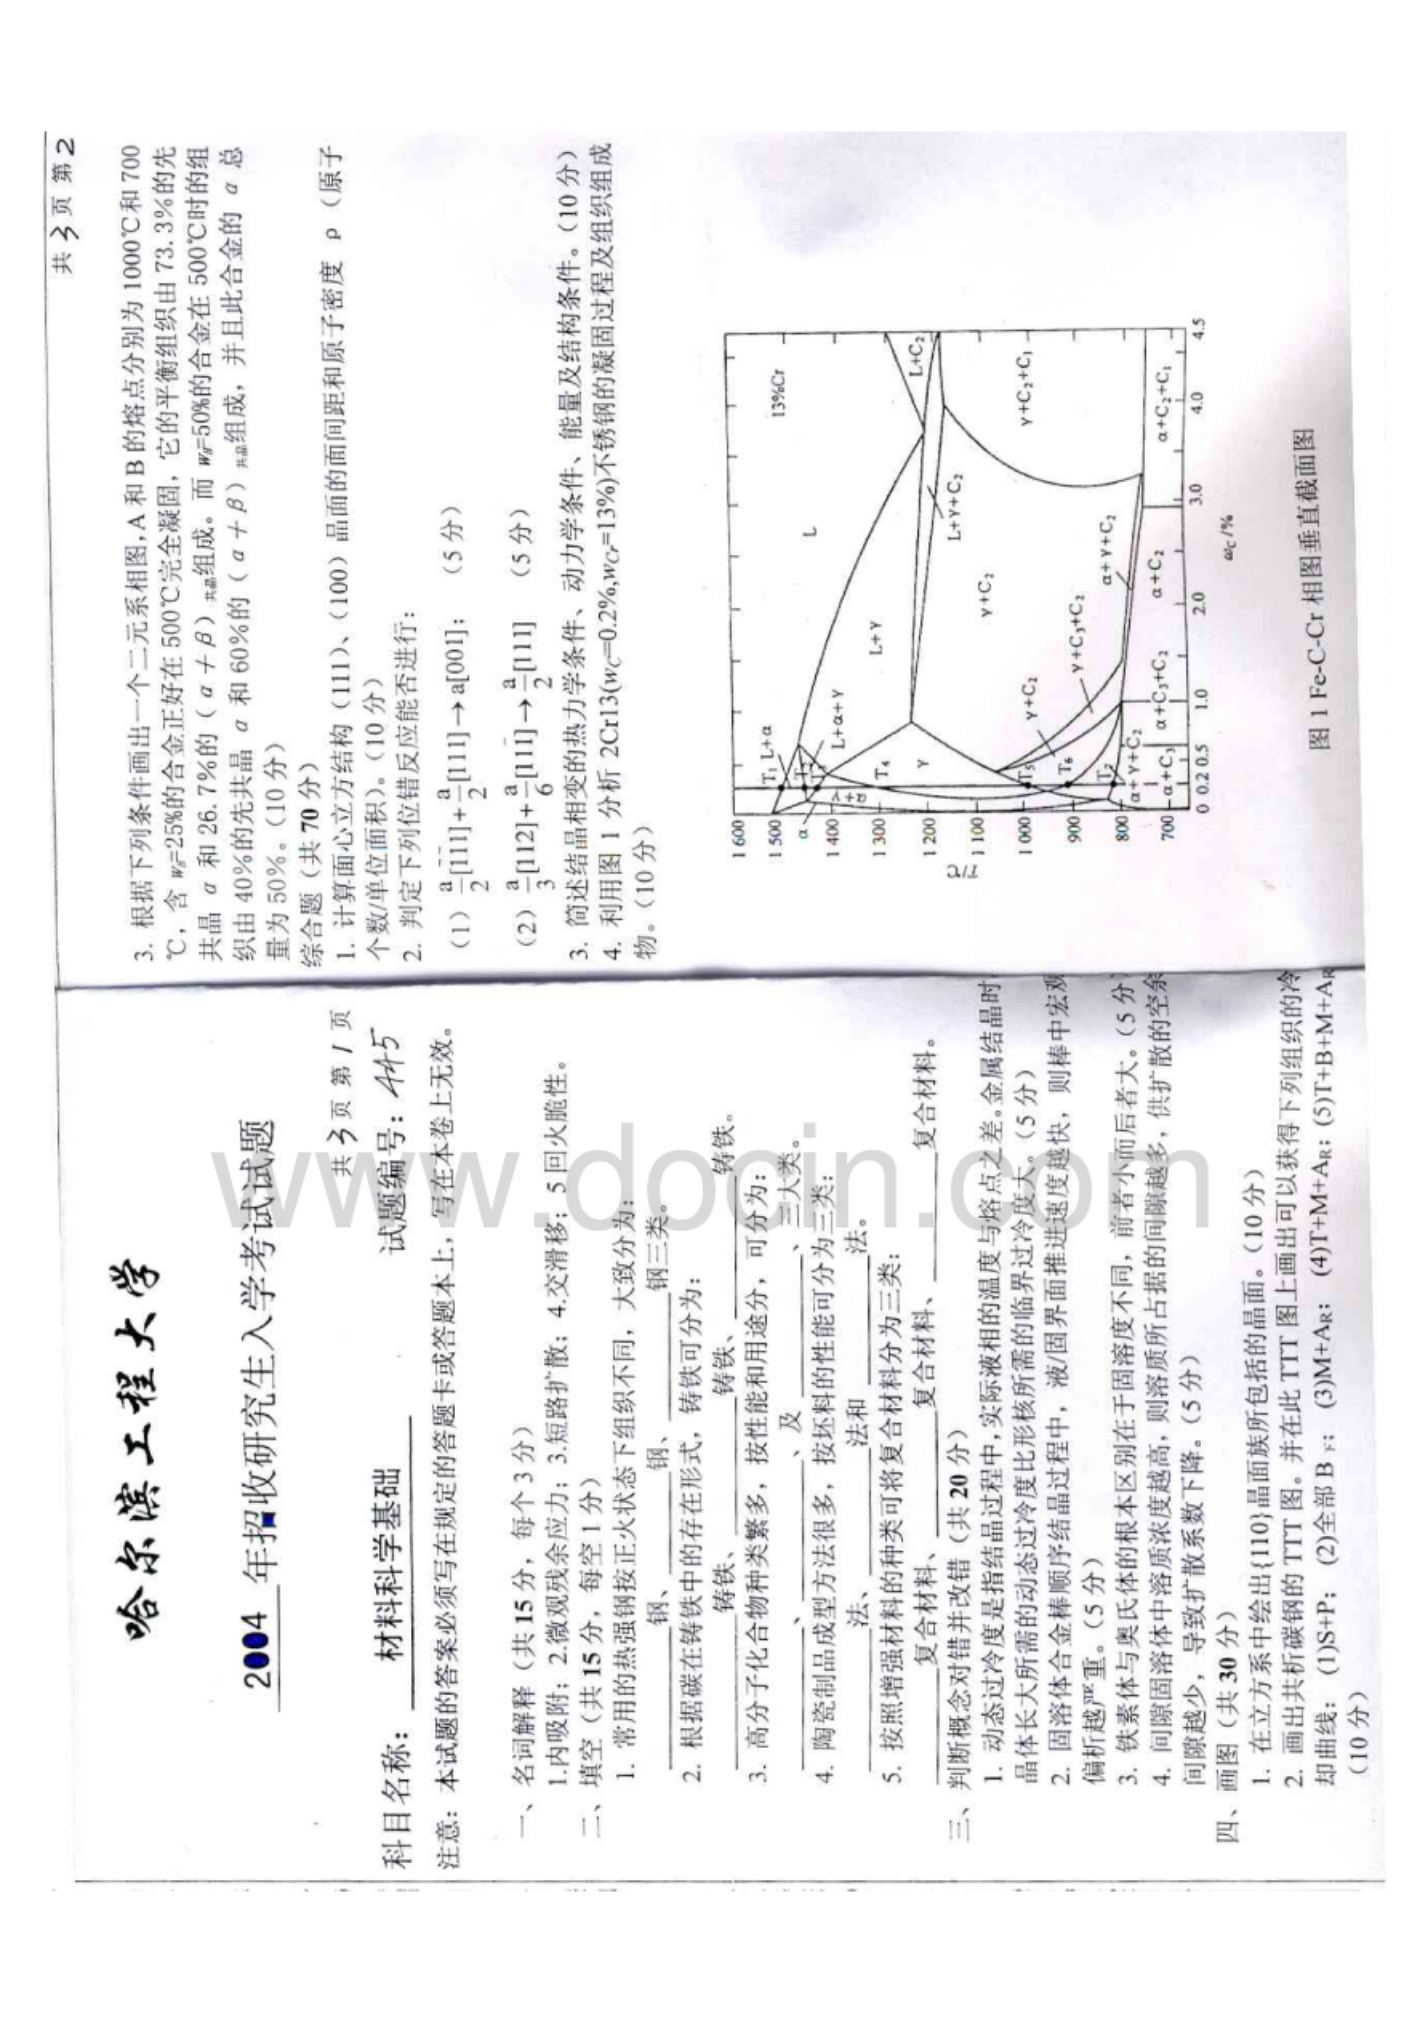 哈尔滨工程大学
2004 年招收研究生入学考试试题
共 3 页 第 1 页
科目名称: 材料科学基础 试题编号: 445
注意: 本试题的答案必须写在规定的答题卡或答题本上, 写在本卷上无效。
一、 名词解释 (共 15 分, 每个 3 分)
1.内吸附; 2.微观残余应力; 3.短路扩散; 4.交滑移; 5 回火脆性。
二、 填空 (共 15 分, 每空 1 分)
1. 常用的热强钢按正火状态下组织不同, 大致分为:
钢、 钢、 钢三类。
2. 根据碳在铸铁中的存在形式, 铸铁可分为:
铸铁、 铸铁、 铸铁。
3. 高分子化合物种类繁多, 按性能和用途分, 可分为:
、 、及 、三大类。
4. 陶瓷制品成型方法很多, 按坯料的性能可分为三类:
法、 法和 法。
5. 按照增强材料的种类可将复合材料分为三类:
复合材料、 复合材料、 复合材料。
三、 判断概念对错并改错 (共 20 分)
1. 动态过冷度是指结晶过程中,实际液相的温度与熔点之差。金属结晶时
晶体长大所需的动态过冷度比形核所需的临界过冷度大。(5 分)
2. 固溶体合金棒顺序结晶过程中, 液/固界面推进速度越快, 则棒中宏观
偏析越严重。(5 分)
3. 铁素体与奥氏体的根本区别在于固溶度不同, 前者小而后者大。(5 分
4. 间隙固溶体中溶质浓度越高, 则溶质所占据的间隙越多, 供扩散的空余
间隙越少, 导致扩散系数下降。(5 分)
四、 画图 (共 30 分)
1. 在立方系中绘出{110}晶面族所包括的晶面。(10 分)
2. 画出共析碳钢的 TTT 图。并在此 TTT 图上画出可以获得下列组织的冷
却曲线: (1)S+P; (2)全部 B下; (3)M+AR; (4)T+M+AR; (5)T+B+M+AR
(10 分)
共 3 页 第 2
3. 根据下列条件画出一个二元系相图,A 和 B 的熔点分别为 1000℃和 700
℃, 含 wB=25%的合金正好在 500℃完全凝固, 它的平衡组织由 73.3%的先
共晶 α 和 26.7%的 (α+β)共晶组成。而 wB=50%的合金在 500℃时的组
织由 40%的先共晶 α 和 60%的 (α+β)共晶组成, 并且此合金的 α 总
量为 50%。(10 分)
综合题 (共 70 分)
1. 计算面心立方结构 (111)、(100) 晶面的面间距和原子密度 ρ (原子
个数/单位面积)。(10 分)
2. 判定下列位错反应能否进行:
(1) a/2[1̄1̄1]+a/2[111]→a[001]; (5 分)
(2) a/3[112]+a/6[111̄]→a/2[111] (5 分)
3. 简述结晶相变的热力学条件、动力学条件、能量及结构条件。(10 分)
4. 利用图 1 分析 2Cr13(wC=0.2%,wCr=13%)不锈钢的凝固过程及组织组成
物。(10 分)
1 600
1 500
1 400
1 300
1 200
1 100
1 000
900
800
700
T/℃
13%Cr
L
L+α
L+α+γ
L+γ
L+C2
L+γ+C2
α
α+γ
γ
γ+C2
γ+C2
γ+C2+C1
γ+C3+C2
α+γ+C2
α+γ+C2
α+C3
α+C3+C2
α+C2
α+C2+C1
T1
T4
T5
T6
T2
0 0.2 0.5 1.0 2.0 3.0 4.0 4.5
ωC/%
图 1 Fe-C-Cr 相图垂直截面图
www.docin.com